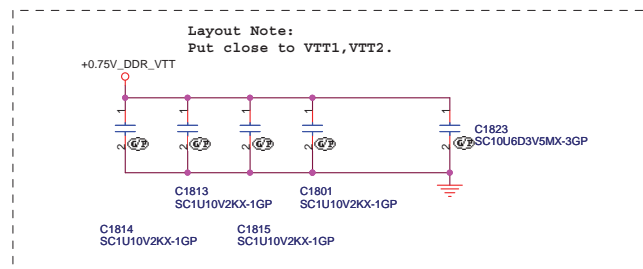 Layout Note:
Put close to VTT1,VTT2.
+0.75V_DDR_VTT
1
1
1
1
1
2
2
2
2
2
C1823
SC10U6D3V5MX-3GP
C1813
SC1U10V2KX-1GP
C1801
SC1U10V2KX-1GP
C1814
SC1U10V2KX-1GP
C1815
SC1U10V2KX-1GP